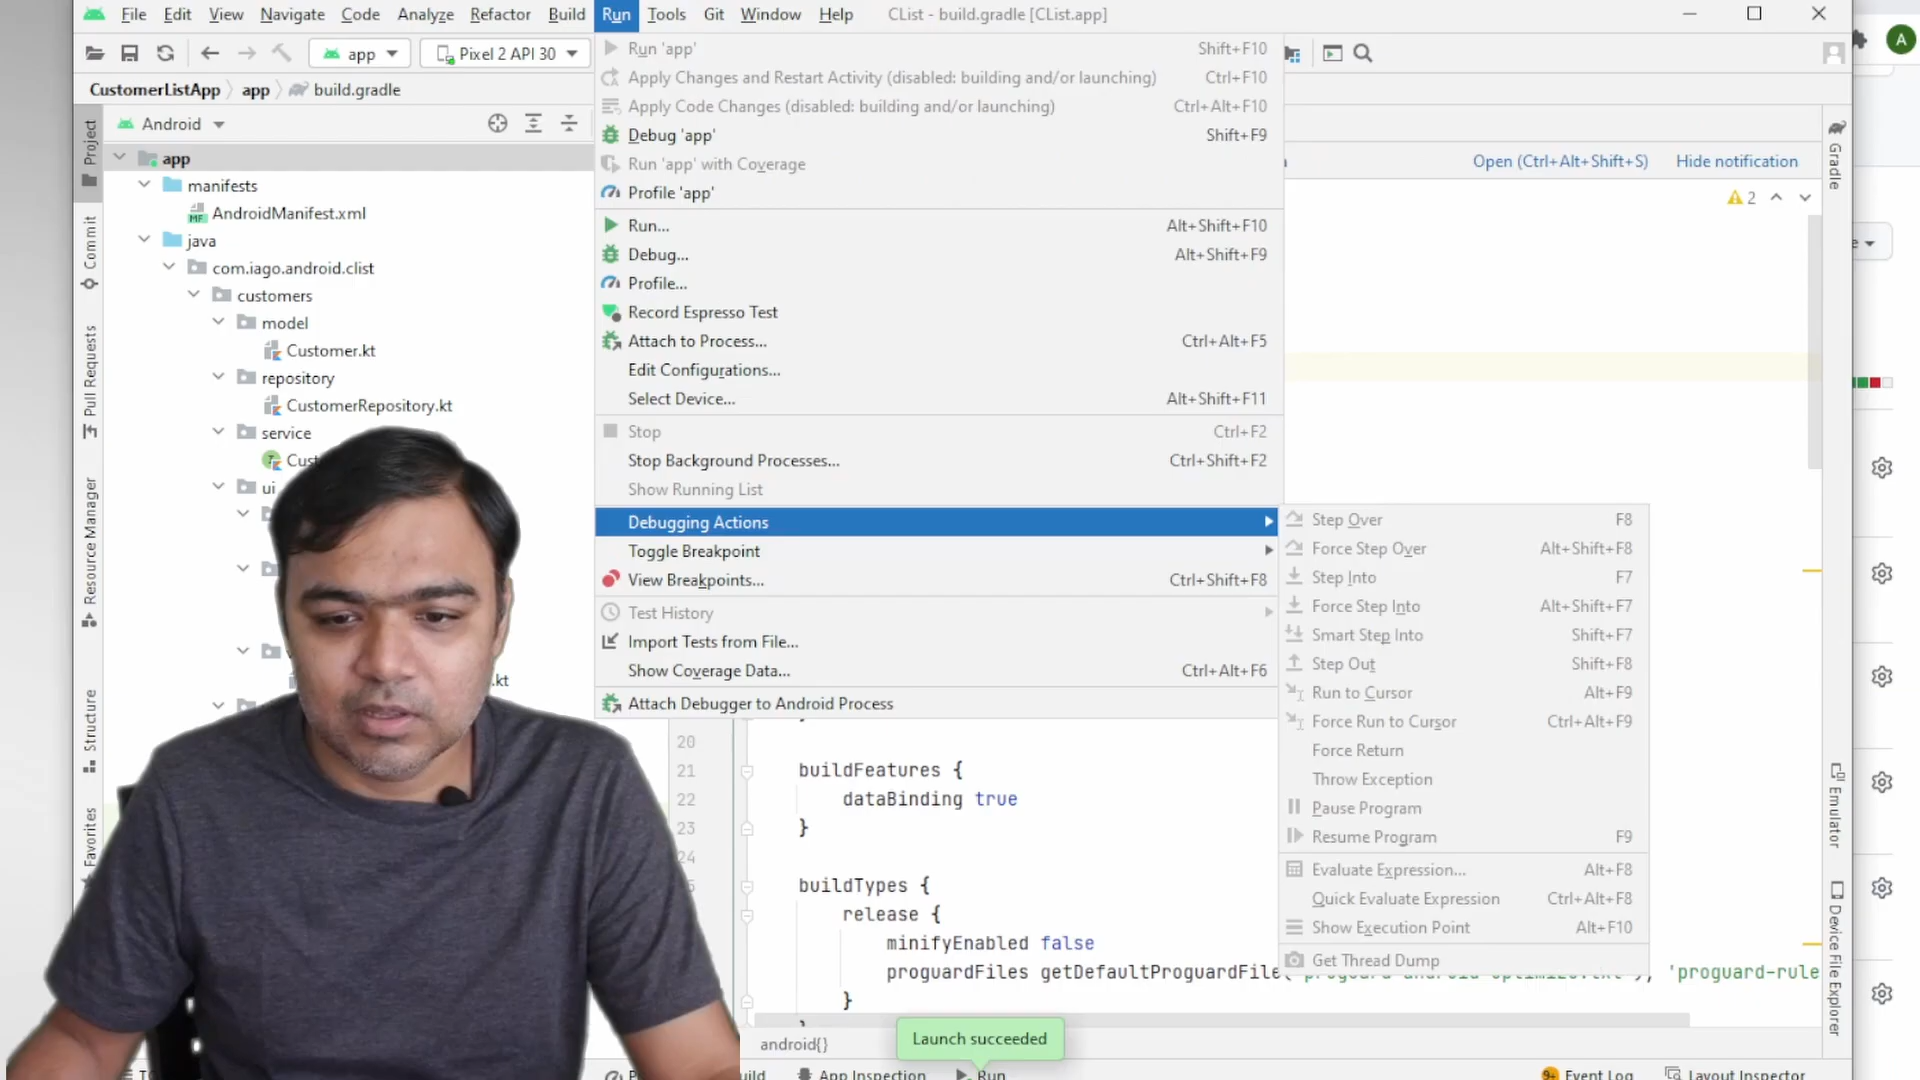 File Edit View Navigate Code Analyze Refactor Build Run Tools Git Window Help CList - build.gradle [CList.app]
app Pixel 2 API 30
CustomerListApp app build.gradle
Android
app
manifests
AndroidManifest.xml
java
com.iago.android.clist
customers
model
Customer.kt
repository
CustomerRepository.kt
service
ui
.kt
Project
Commit
Pull Requests
Resource Manager
Structure
Favorites
Run 'app' Shift+F10
Apply Changes and Restart Activity (disabled: building and/or launching) Ctrl+F10
Apply Code Changes (disabled: building and/or launching) Ctrl+Alt+F10
Debug 'app' Shift+F9
Run 'app' with Coverage
Profile 'app'
Run... Alt+Shift+F10
Debug... Alt+Shift+F9
Profile...
Record Espresso Test
Attach to Process... Ctrl+Alt+F5
Edit Configurations...
Select Device... Alt+Shift+F11
Stop Ctrl+F2
Stop Background Processes... Ctrl+Shift+F2
Show Running List
Debugging Actions
Toggle Breakpoint
View Breakpoints... Ctrl+Shift+F8
Test History
Import Tests from File...
Show Coverage Data... Ctrl+Alt+F6
Attach Debugger to Android Process
Step Over F8
Force Step Over Alt+Shift+F8
Step Into F7
Force Step Into Alt+Shift+F7
Smart Step Into Shift+F7
Step Out Shift+F8
Run to Cursor Alt+F9
Force Run to Cursor Ctrl+Alt+F9
Force Return
Throw Exception
Pause Program
Resume Program F9
Evaluate Expression... Alt+F8
Quick Evaluate Expression Ctrl+Alt+F8
Show Execution Point Alt+F10
Get Thread Dump
Open (Ctrl+Alt+Shift+S) Hide notification
2
20
21 buildFeatures {
22 dataBinding true
23 }
24
buildTypes {
release {
minifyEnabled false
proguardFiles getDefaultProguardFile( 'proguard-rule
}
android{}
Launch succeeded
App Inspection Run 9+ Event Log Layout Inspector
Gradle
Emulator
Device File Explorer
A